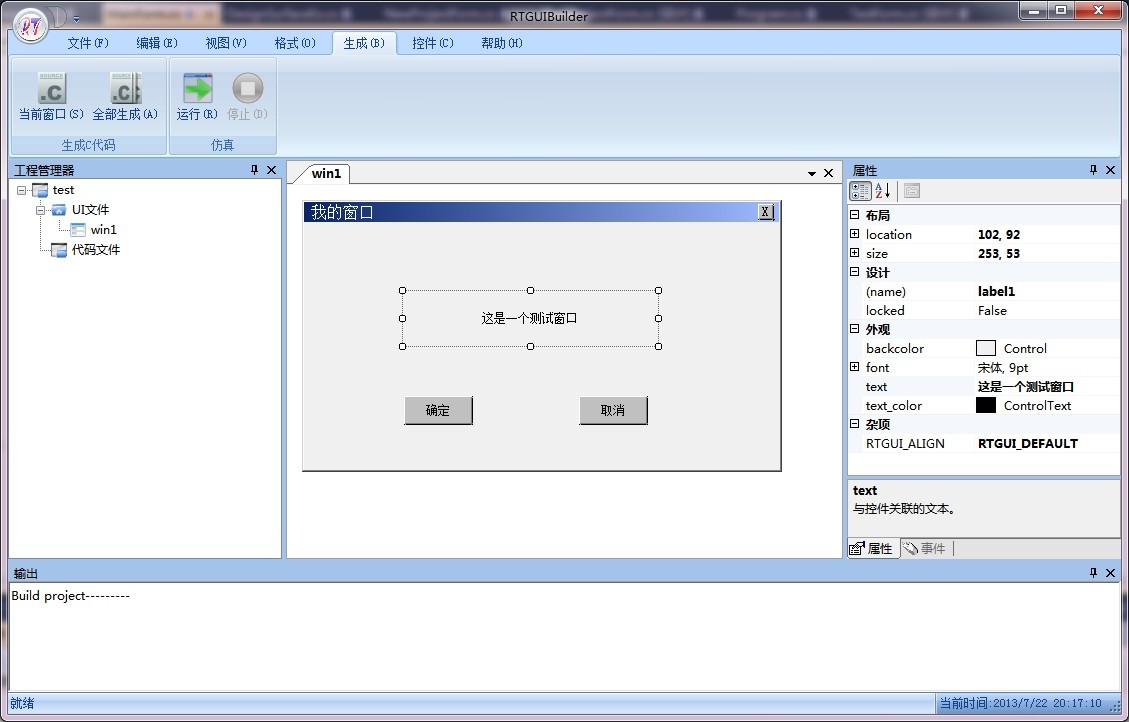 RTGUIBuilder
文件(F) 编辑(E) 视图(V) 格式(O) 生成(B) 控件(C) 帮助(H)
当前窗口(S) 全部生成(A) 运行(R) 停止(D)
生成C代码 仿真
工程管理器
test
UI文件
win1
代码文件
win1
我的窗口 X
这是一个测试窗口
确定 取消
属性
布局
location 102, 92
size 253, 53
设计
(name) label1
locked False
外观
backcolor Control
font 宋体, 9pt
text 这是一个测试窗口
text_color ControlText
杂项
RTGUI_ALIGN RTGUI_DEFAULT
text
与控件关联的文本。
属性 事件
输出
Build project---------
就绪 当前时间:2013/7/22 20:17:10